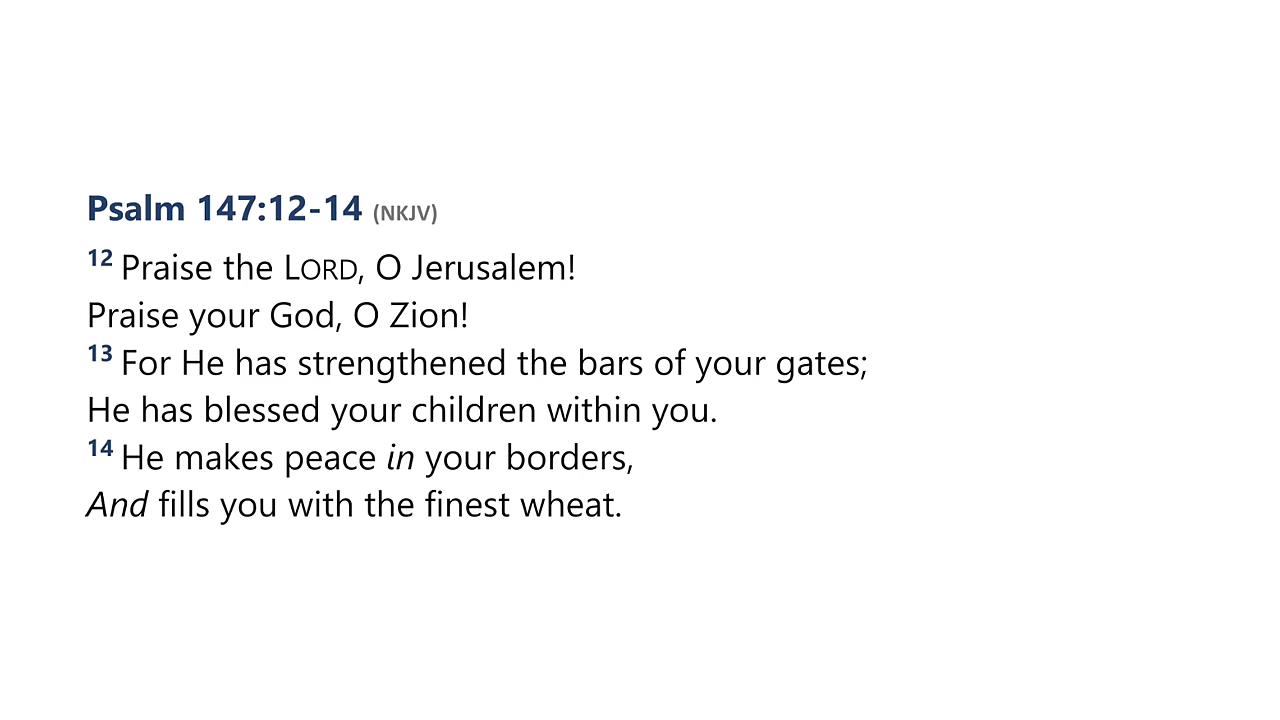 Psalm 147:12-14 (NKJV)
12 Praise the LORD, O Jerusalem!
Praise your God, O Zion!
13 For He has strengthened the bars of your gates;
He has blessed your children within you.
14 He makes peace in your borders,
And fills you with the finest wheat.